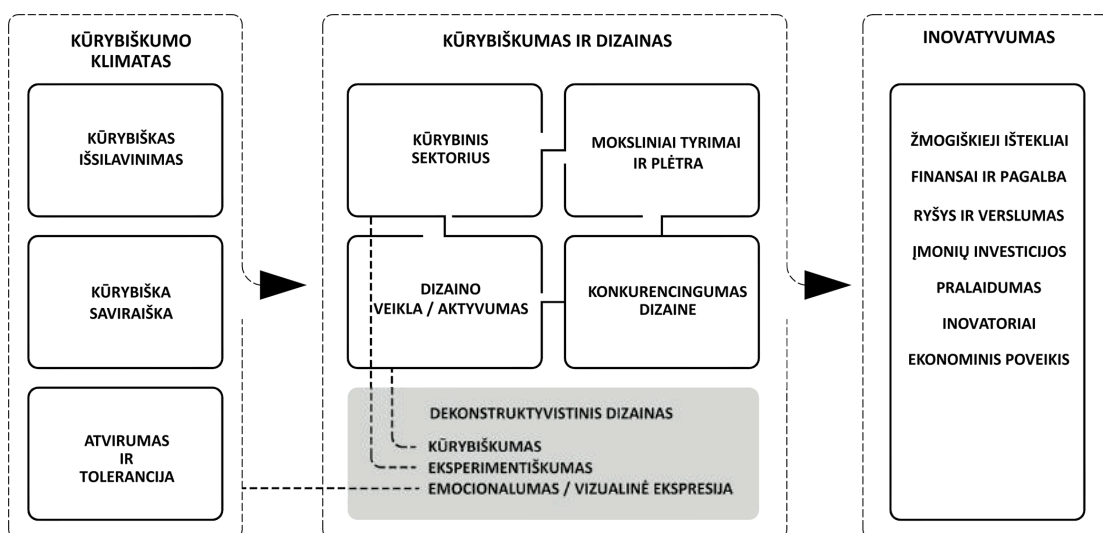 KŪRYBIŠKUMO
KLIMATAS
KŪRYBIŠKAS
IŠSILAVINIMAS
KŪRYBIŠKA
SAVIRAIŠKA
ATVIRUMAS
IR
TOLERANCIJA
KŪRYBIŠKUMAS IR DIZAINAS
KŪRYBINIS
SEKTORIUS
MOKSLINIAI TYRIMAI
IR PLĖTRA
DIZAINO
VEIKLA / AKTYVUMAS
KONKURENCINGUMAS
DIZAINE
DEKONSTRUKTYVISTINIS DIZAINAS
KŪRYBIŠKUMAS
EKSPERIMENTIŠKUMAS
EMOCIONALUMAS / VIZUALINĖ EKSPRESIJA
INOVATYVUMAS
ŽMOGIŠKIEJI IŠTEKLIAI
FINANSAI IR PAGALBA
RYŠYS IR VERSLUMAS
ĮMONIŲ INVESTICIJOS
PRALAIDUMAS
INOVATORIAI
EKONOMINIS POVEIKIS